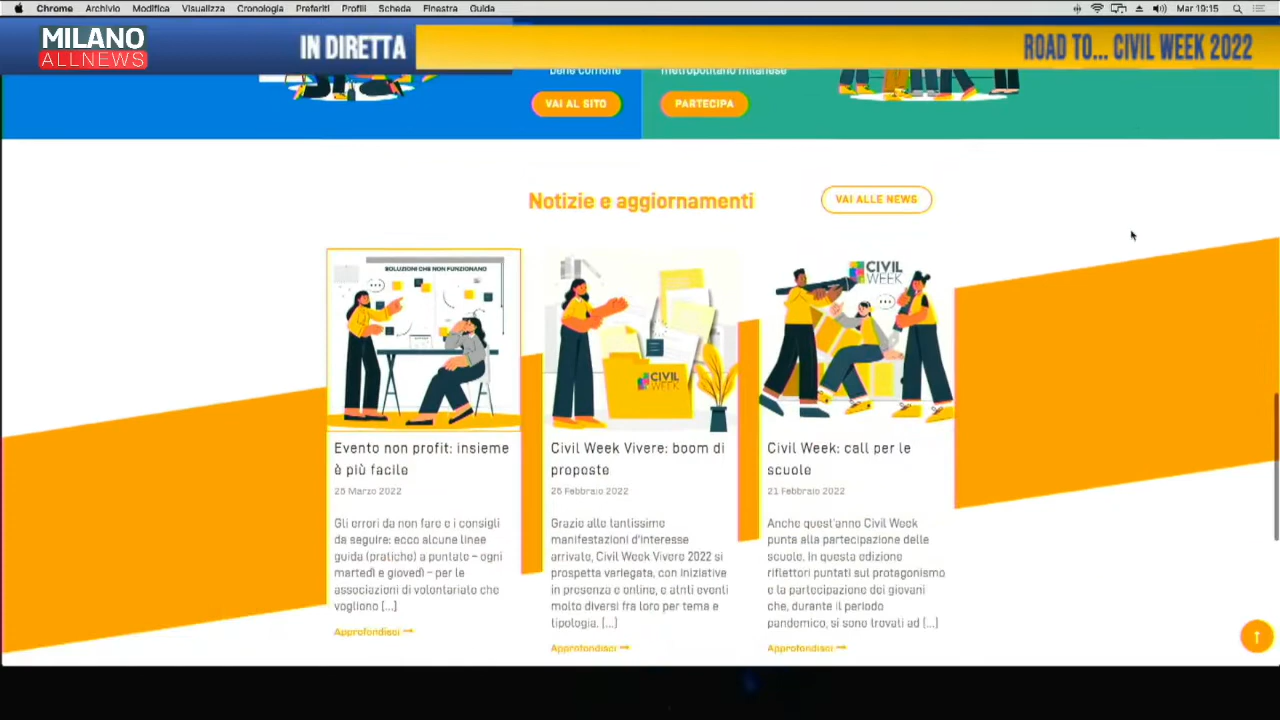 Chrome Archivio Modifica Visualizza Cronologia Preferiti Profili Scheda Finestra Guida Mar 19:15
MILANO
ALLNEWS
IN DIRETTA
ROAD TO... CIVIL WEEK 2022
bene comune
metropolitano milanese
VAI AL SITO
PARTECIPA
Notizie e aggiornamenti
VAI ALLE NEWS
SOLUZIONI CHE NON FUNZIONANO
Evento non profit: insieme
è più facile
25 Marzo 2022
Gli errori da non fare e i consigli
da seguire: ecco alcune linee
guida (pratiche) a puntate – ogni
martedì e giovedì – per le
associazioni di volontariato che
vogliono [...]
Approfondisci →
CIVIL
WEEK
Civil Week Vivere: boom di
proposte
25 Febbraio 2022
Grazie alle tantissime
manifestazioni d'interesse
arrivate, Civil Week Vivere 2022 si
prospetta variegata, con iniziative
in presenza e online, e atnti eventi
molto diversi fra loro per tema e
tipologia. [...]
Approfondisci →
CIVIL
WEEK
Civil Week: call per le
scuole
21 Febbraio 2022
Anche quest'anno Civil Week
punta alla partecipazione delle
scuole. In questa edizione
riflettori puntati sul protagonismo
e la partecipazione dei giovani
che, durante il periodo
pandemico, si sono trovati ad [...]
Approfondisci →